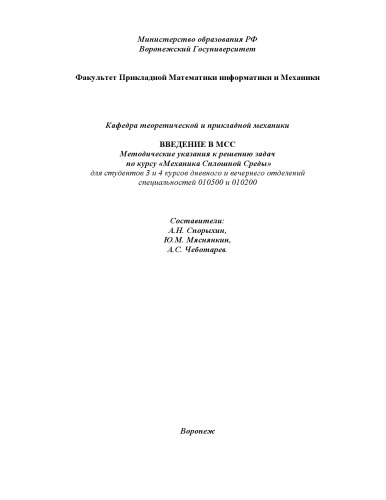 Министерство образования РФ
Воронежский Госуниверситет
Факультет Прикладной Математики информатики и Механики
Кафедра теоретической и прикладной механики
ВВЕДЕНИЕ В МСС
Методические указания к решению задач
по курсу «Механика Сплошной Среды»
для студентов 3 и 4 курсов дневного и вечернего отделений
специальностей 010500 и 010200
Составители:
А.Н. Спорыхин,
Ю.М. Мяснянкин,
А.С. Чеботарев.
Воронеж